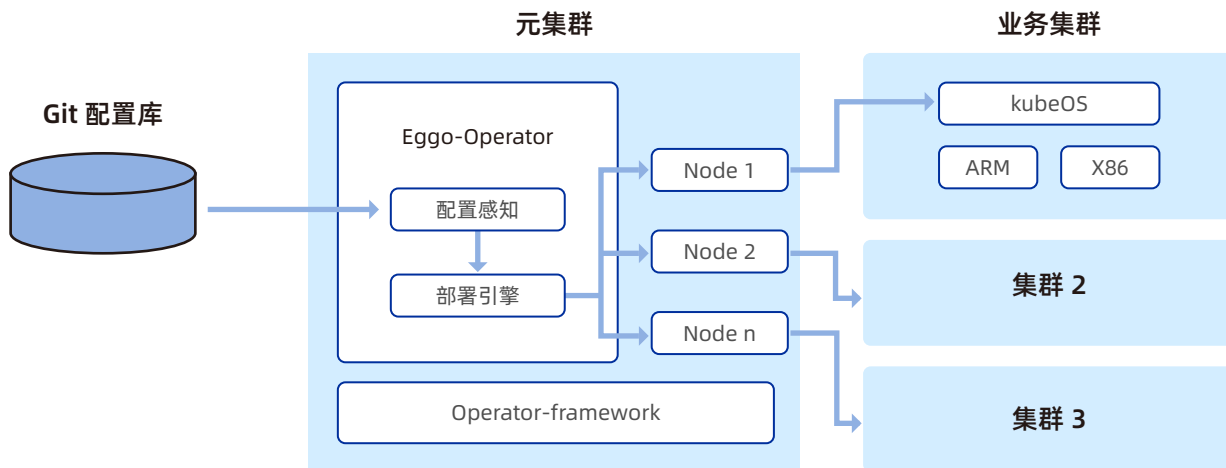 元集群
业务集群
Git 配置库
Eggo-Operator
配置感知
部署引擎
Node 1
Node 2
Node n
Operator-framework
kubeOS
ARM
X86
集群 2
集群 3